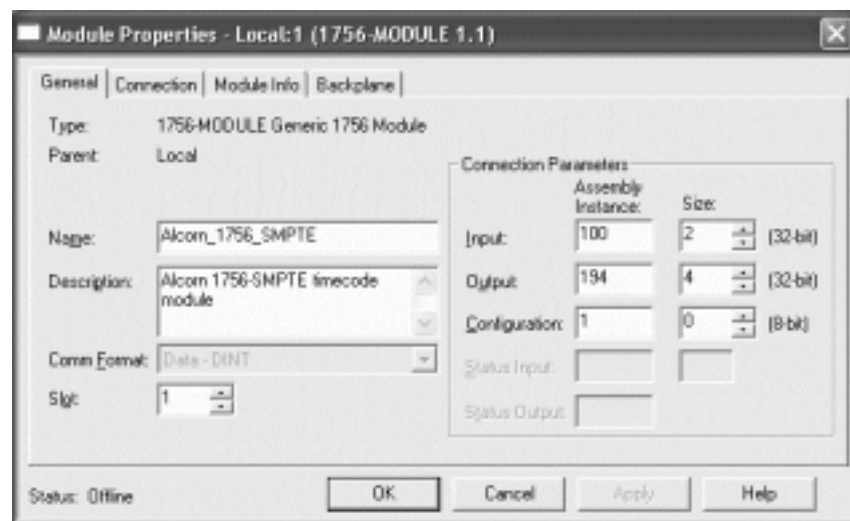 Module Properties - Local:1 (1756-MODULE 1.1)
General Connection Module Info Backplane
Type: 1756-MODULE Generic 1756 Module
Parent: Local
Connection Parameters
Assembly Instance: Size:
Name: Alcorn_1756_SMPTE
Input: 100 2 (32-bit)
Description: Alcorn 1756-SMPTE timecode module
Output: 194 4 (32-bit)
Configuration: 1 0 (8-bit)
Comm Format: Data - DINT
Status Input:
Slot: 1
Status Output:
Status: Offline
OK Cancel Apply Help